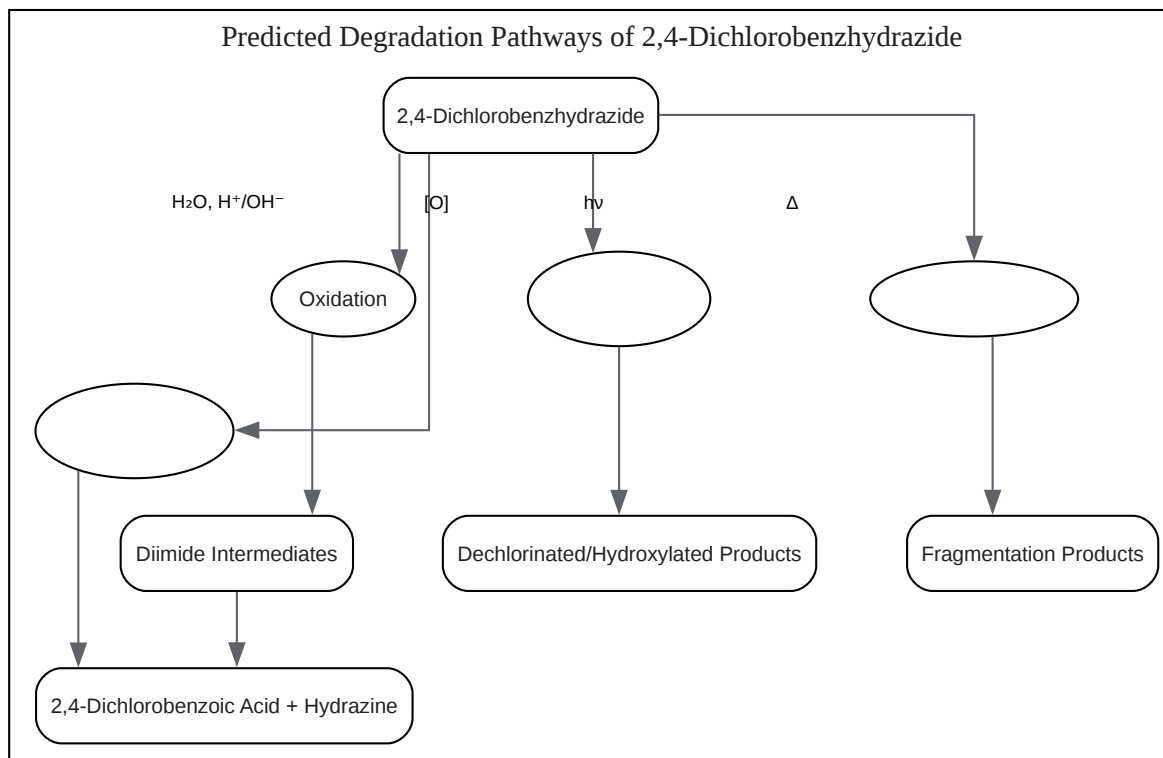 Predicted Degradation Pathways of 2,4-Dichlorobenzhydrazide
2,4-Dichlorobenzhydrazide
H₂O, H⁺/OH⁻
[O]
hν
Δ
Oxidation
Diimide Intermediates
Dechlorinated/Hydroxylated Products
Fragmentation Products
2,4-Dichlorobenzoic Acid + Hydrazine